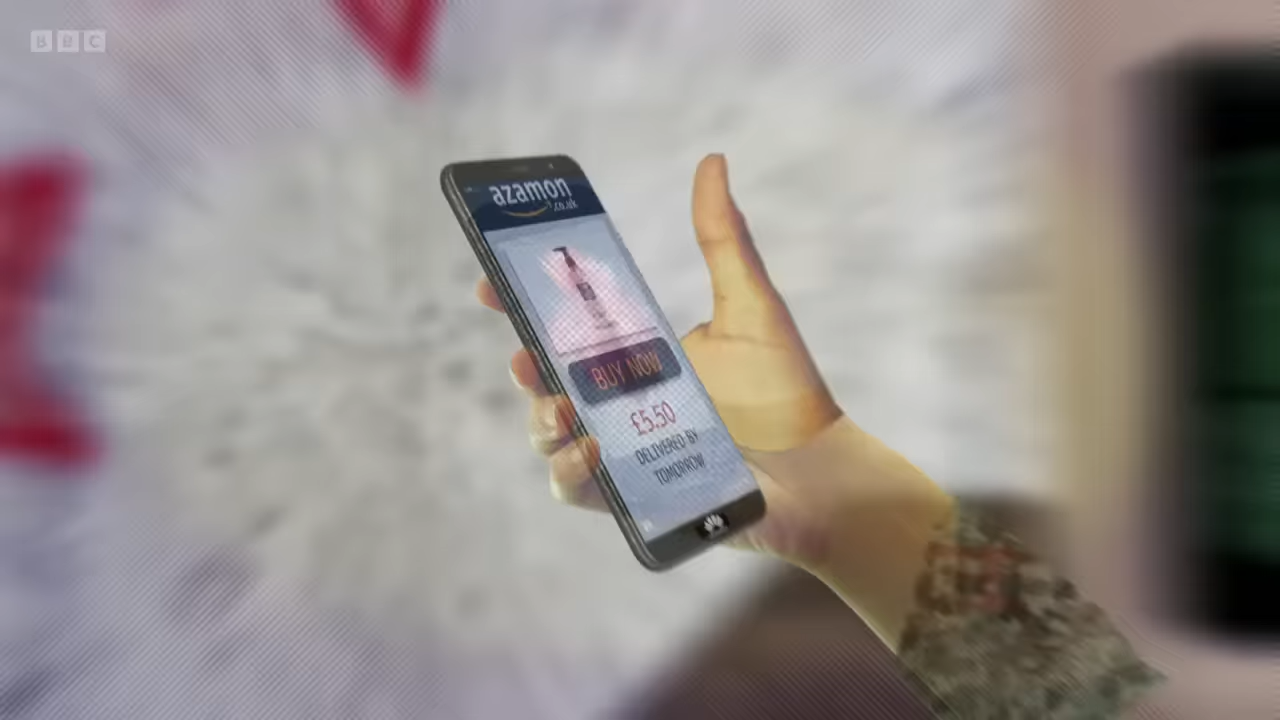 BBC
azamon
.co.uk
BUY NOW
£5.50
DELIVERED BY
TOMORROW